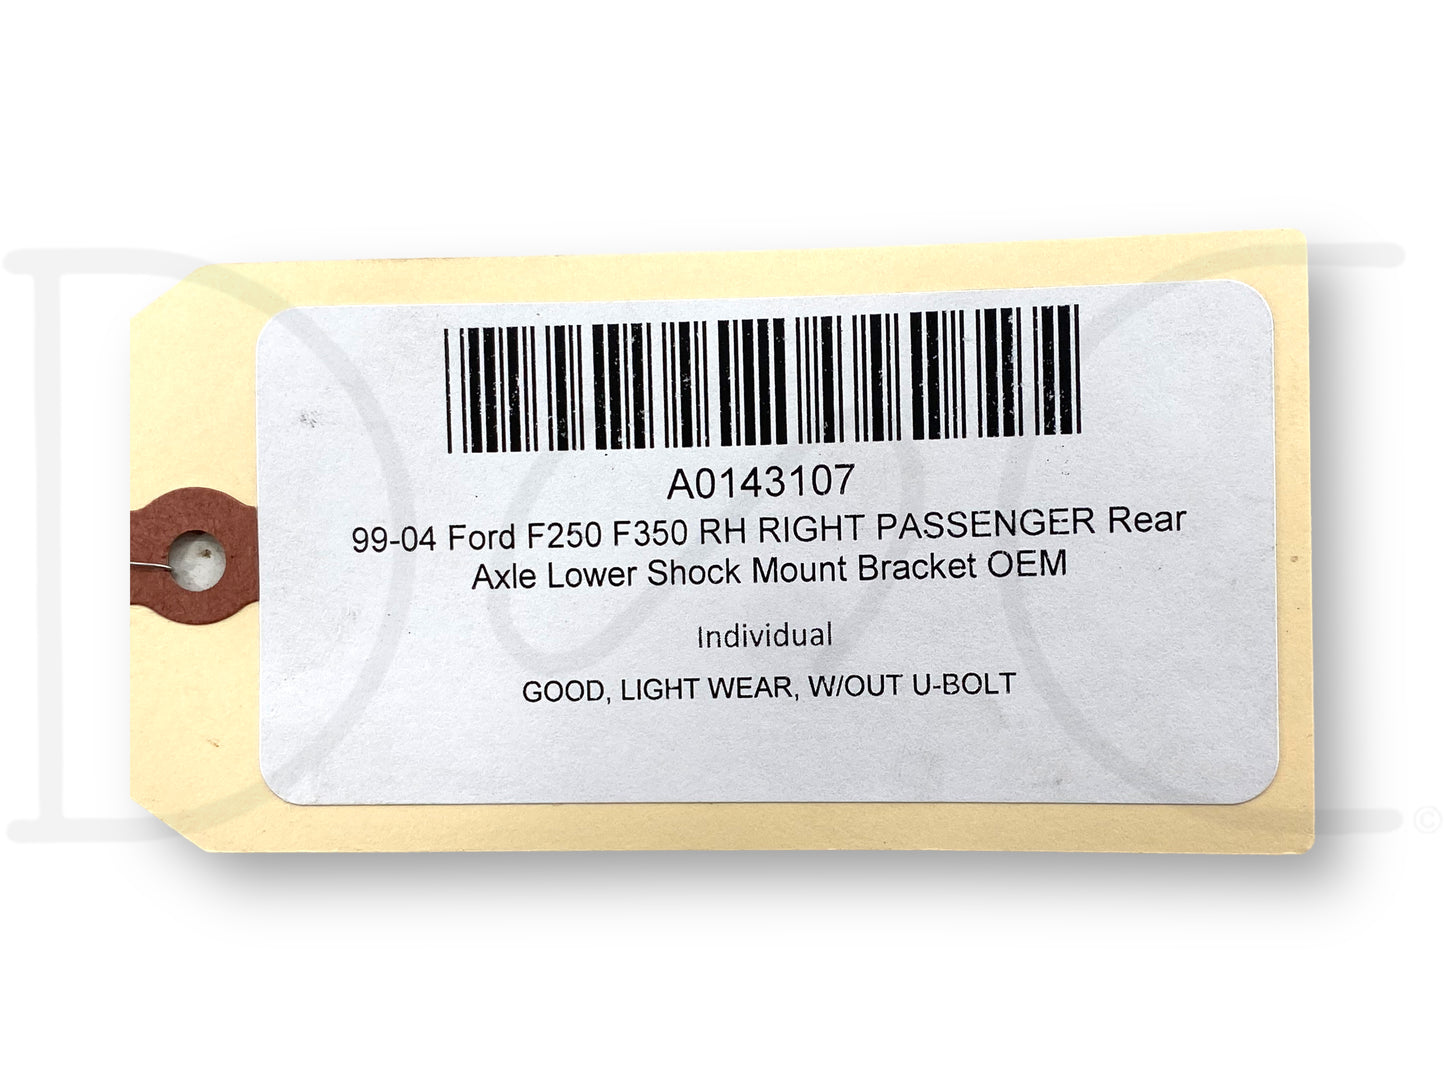 A0143107
99-04 Ford F250 F350 RH RIGHT PASSENGER Rear
Axle Lower Shock Mount Bracket OEM
Individual
GOOD, LIGHT WEAR, W/OUT U-BOLT
©